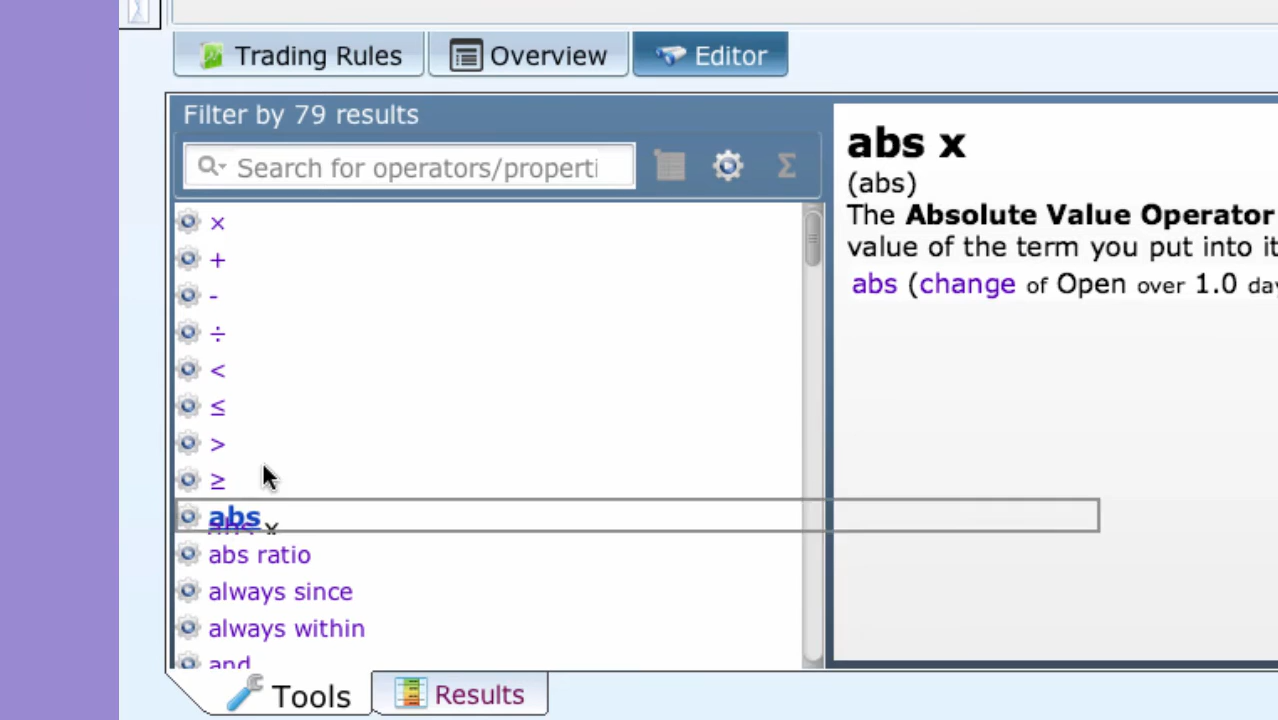 Trading Rules Overview Editor
Filter by 79 results
Search for operators/properti
Σ
×
+
-
÷
<
≤
>
≥
abs
abs x
abs ratio
always since
always within
and
abs x
(abs)
The Absolute Value Operator
value of the term you put into it
abs (change of Open over 1.0 day
Tools Results